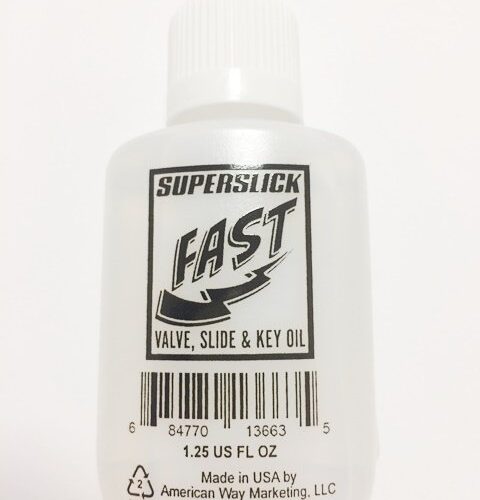 SUPERSLICK
FAST
VALVE, SLIDE & KEY OIL
6 84770 13663 5
1.25 US FL OZ
2
Made in USA by
American Way Marketing, LLC